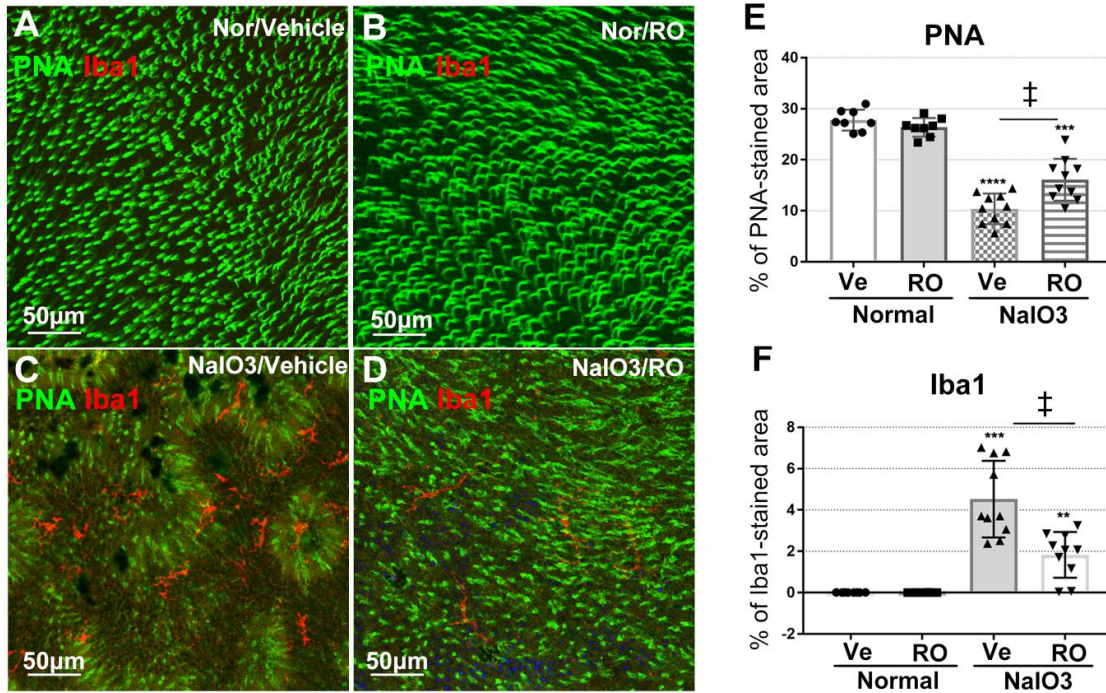 A
Nor/Vehicle
PNA Iba1
50µm
B
Nor/RO
PNA Iba1
50µm
C
NaIO3/Vehicle
PNA Iba1
50µm
D
NaIO3/RO
PNA Iba1
50µm
E
PNA
% of PNA-stained area
40
30
20
10
0
‡
****
***
Ve RO Ve RO
Normal NaIO3
F
Iba1
% of Iba1-stained area
8
6
4
2
0
-2
‡
***
**
Ve RO Ve RO
Normal NaIO3